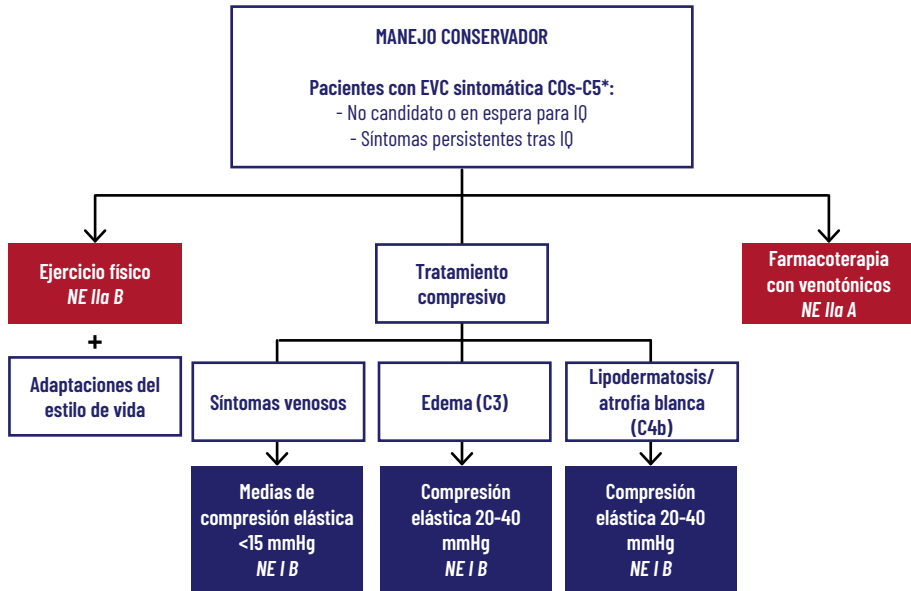 MANEJO CONSERVADOR
Pacientes con EVC sintomática C0s-C5*:
- No candidato o en espera para IQ
- Síntomas persistentes tras IQ
Ejercicio físico
NE IIa B
+
Adaptaciones del
estilo de vida
Tratamiento
compresivo
Farmacoterapia
con venotónicos
NE IIa A
Síntomas venosos
Edema (C3)
Lipodermatosis/
atrofia blanca
(C4b)
Medias de
compresión elástica
<15 mmHg
NE I B
Compresión
elástica 20-40
mmHg
NE I B
Compresión
elástica 20-40
mmHg
NE I B